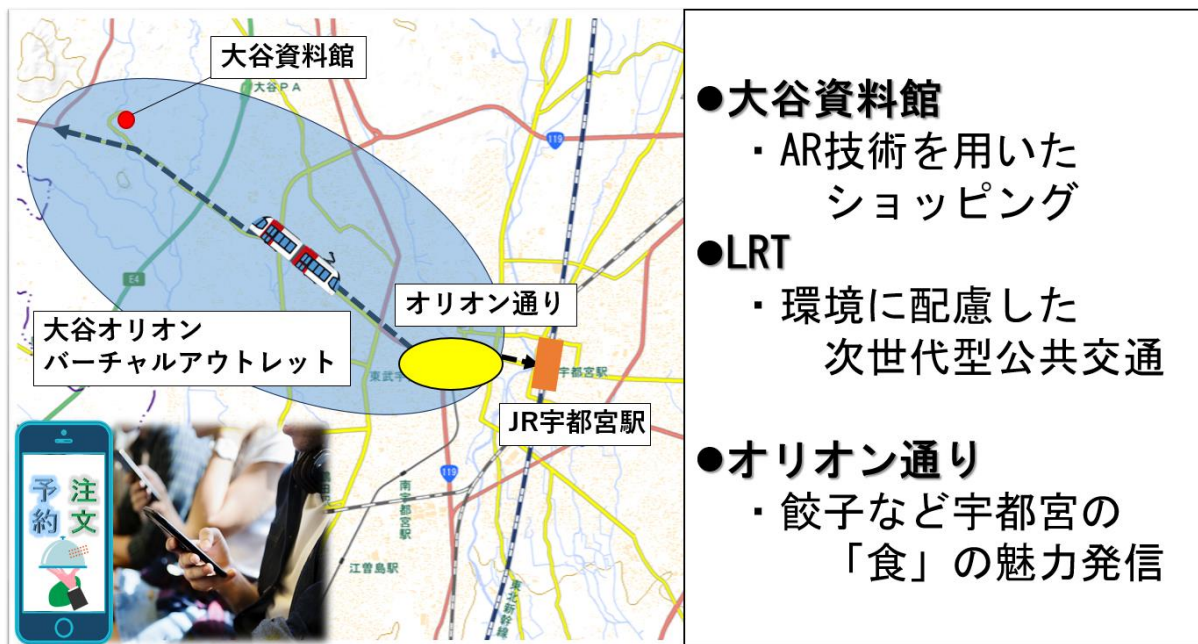 大谷資料館
大谷PA
119
E4
オリオン通り
大谷オリオン
バーチャルアウトレット
東武宇
宇都宮駅
JR宇都宮駅
119
南宇都宮駅
江曽島駅
東北新幹線
予約
注文
●大谷資料館
・AR技術を用いた
ショッピング
●LRT
・環境に配慮した
次世代型公共交通
●オリオン通り
・餃子など宇都宮の
「食」の魅力発信